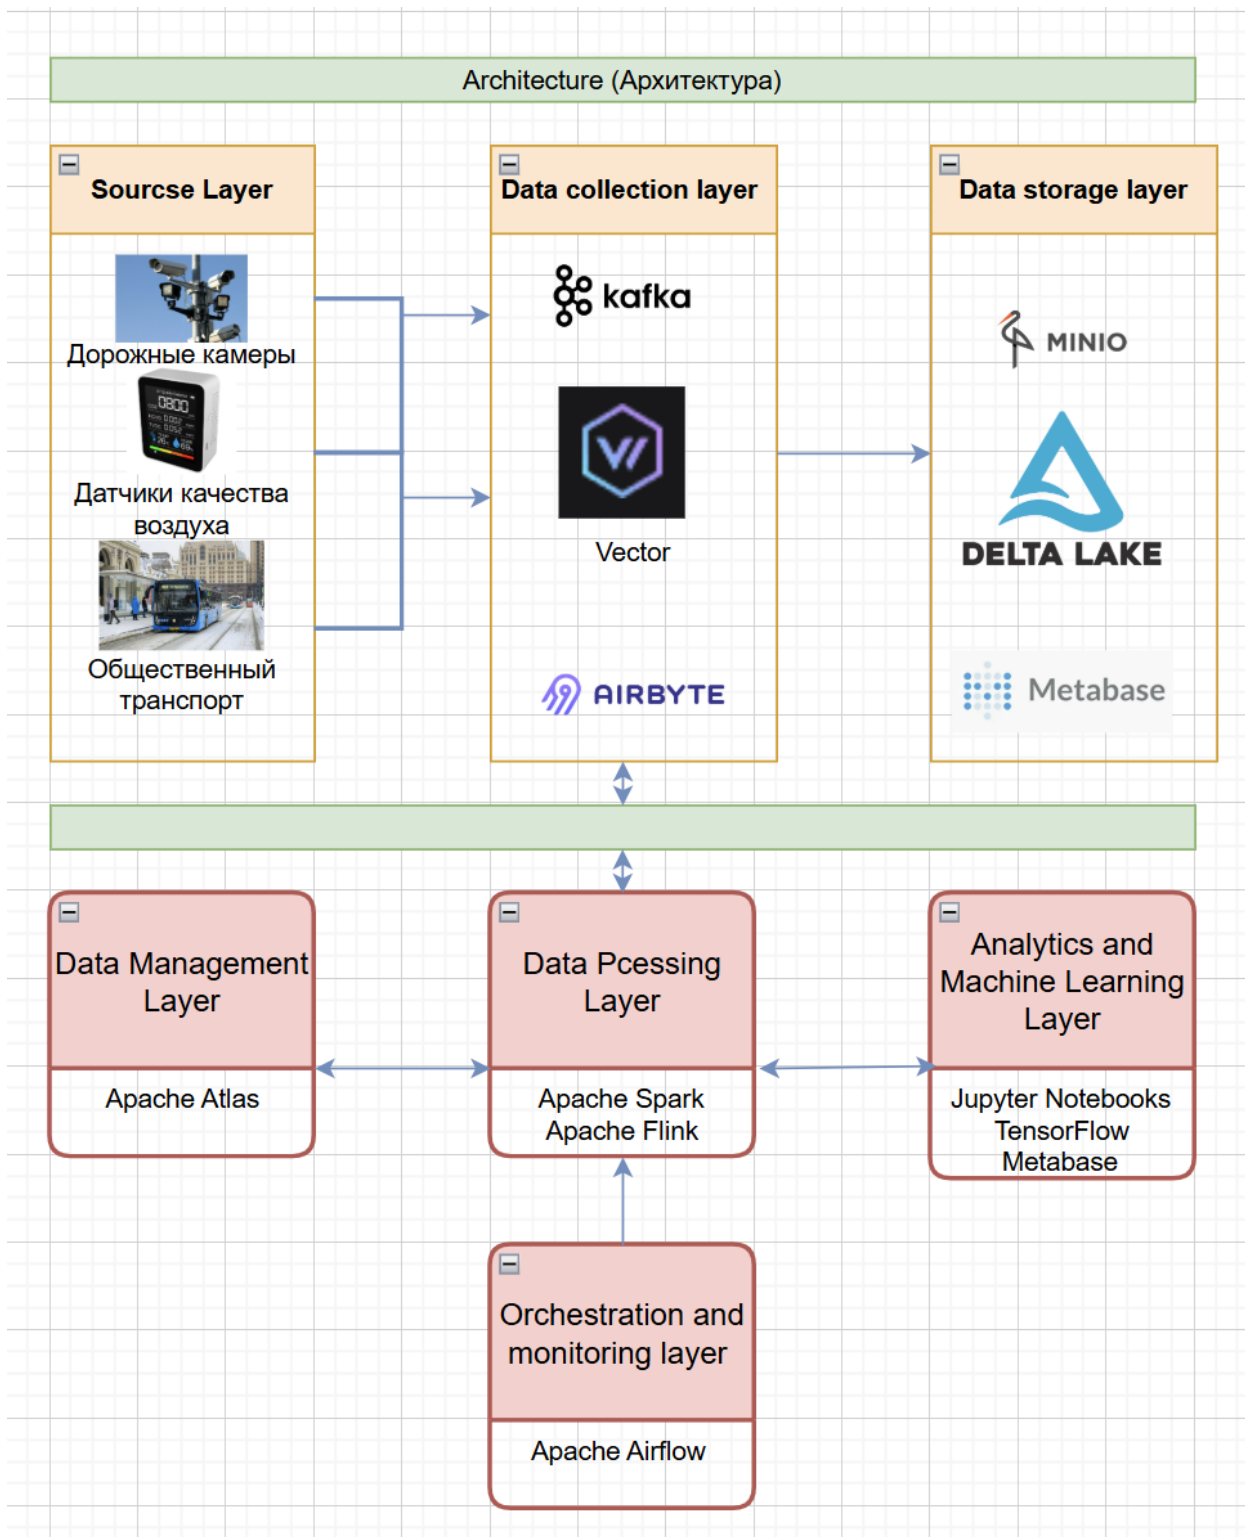 Architecture (Архитектура)
Sourcse Layer
Дорожные камеры
0800
Датчики качества
воздуха
Общественный
транспорт
Data collection layer
kafka
Vector
AIRBYTE
Data storage layer
MINIO
DELTA LAKE
Metabase
Data Management
Layer
Apache Atlas
Data Pcessing
Layer
Apache Spark
Apache Flink
Analytics and
Machine Learning
Layer
Jupyter Notebooks
TensorFlow
Metabase
Orchestration and
monitoring layer
Apache Airflow